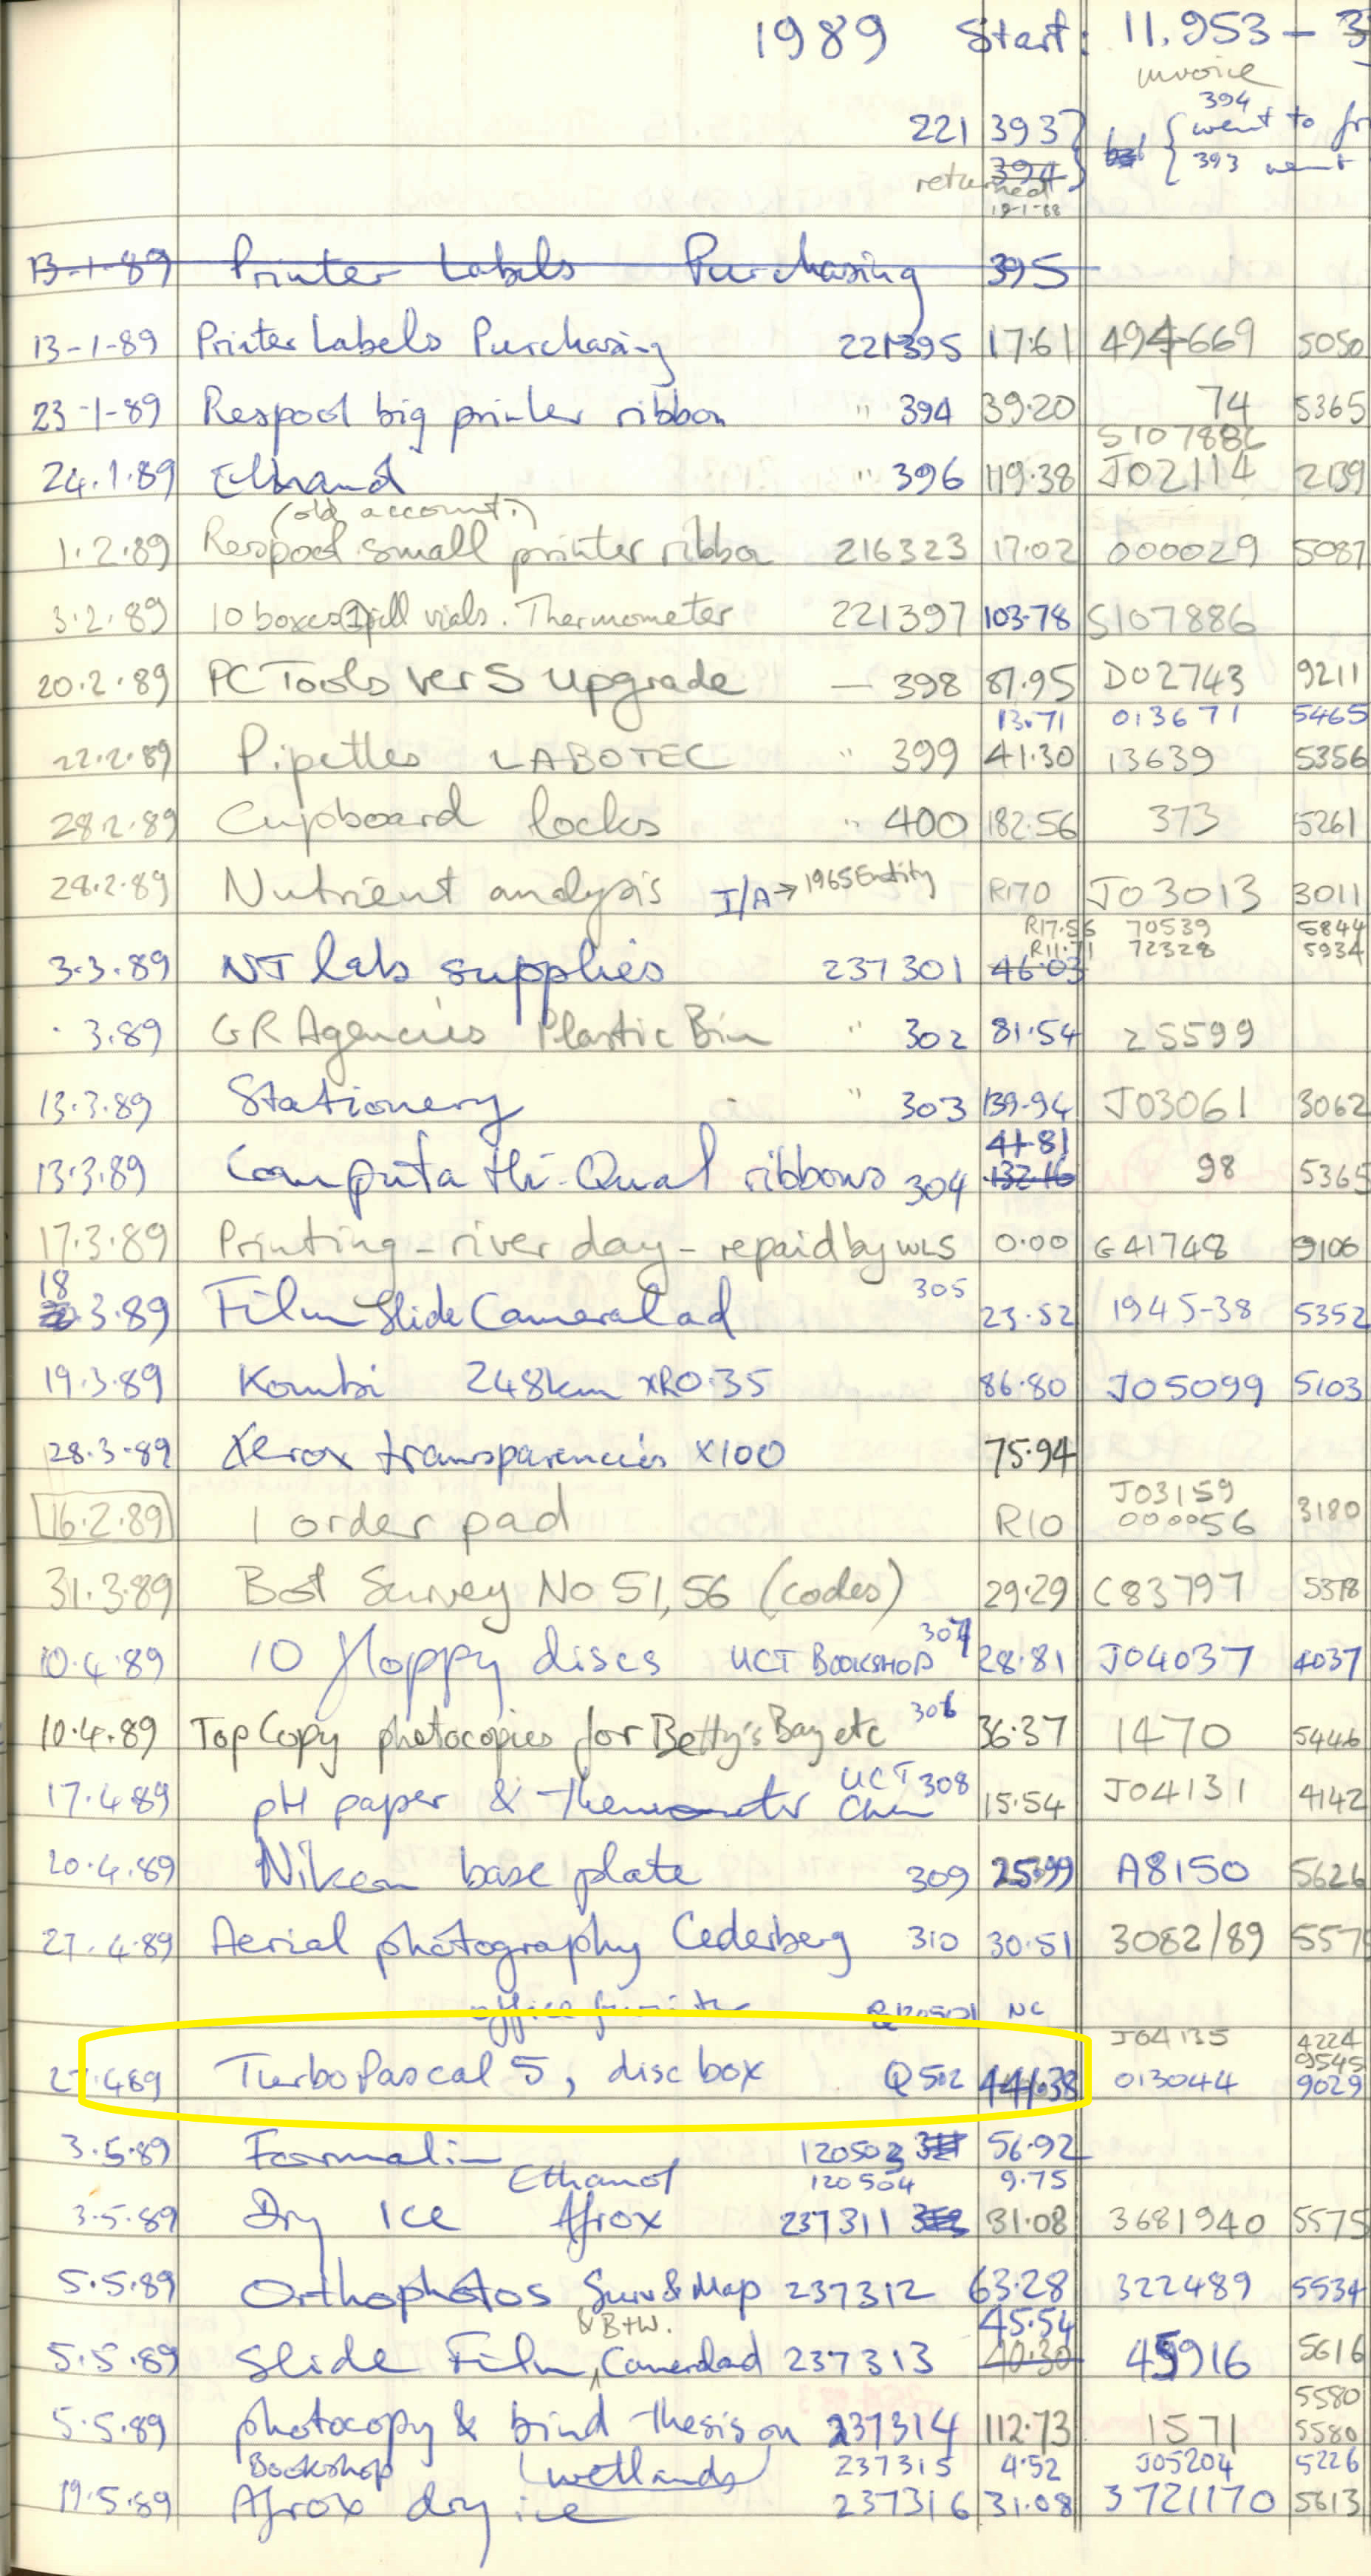 1989 Start: 11,953 - 3
invoice
221 393 } { 394 went to
394 } { 393 went
returned
13-1-89 Printer Labels Purchasing 395
13-1-89 Printer Labels Purchasing 221395 17.61 494669 5050
23-1-89 Respool big printer ribbon " 394 39.20 74 5365
S107886
24.1.89 " 396 119.38 J02114 2139
(old account.)
1.2.89 Respool small printer ribbo 216323 17.02 000029 5087
3.2.89 10 boxes pill vials. Thermometer 221397 103.78 S107886
20.2.89 PC Tools ver 5 upgrade — 398 87.95 D02743 9211
13.71 013671 5465
22.2.89 Pipettes LABOTEC " 399 41.30 13639 5356
28.2.89 Cupboard locks " 400 182.56 373 5261
28.2.89 Nutrient analysis I/A → 1965 Entity R170 J03013 3011
R17.56 70539 5844
R11.71 72328 5934
3.3.89 NT labs supplies 237301 46.03
. 3.89 GR Agencies Plastic Bin " 302 81.54 25599
13.3.89 Stationery " 303 139.94 J03061 3062
41.81
13.3.89 Computa Hi-Qual ribbons 304 132.16 98 5365
17.3.89 Printing - river day - repaid by WLS 0.00 G41748 9106
18 305
3.89 Film Slide Cameraland 23.52 1945-38 5352
19.3.89 Kombi 248km xR0.35 86.80 J05099 5103
28.3.89 Xerox transparencies x100 75.94
J03159
16.2.89 1 order pad R10 000056 3180
31.3.89 Bot Survey No 51, 56 (codes) 29.29 C83797 5378
10.4.89 10 floppy discs UCT BOOKSHOP 307 28.81 J04037 4037
10.4.89 Top Copy photocopies for Betty's Bay etc 306 36.37 1470 5446
17.4.89 pH paper & thermometer UCT Chem 308 15.54 J04131 4142
20.4.89 Nikon base plate 309 25.99 A8150 5626
27.4.89 Aerial photography Cederberg 310 30.51 3082/89 557
office furnitur Q120501 NC
J04135 4224
9545
27.4.89 Turbo Pascal 5, disc box Q502 441.38 013044 9029
3.5.89 Formalin 120503 56.92
Ethanol 120504 9.75
3.5.89 Dry Ice Afrox 237311 31.08 3681940 5575
5.5.89 Orthophotos Surv & Map 237312 63.28 322489 5534
& B+W. 45.54
5.5.89 Slide Film, Cameraland 237313 40.30 45916 5616
5580
5.5.89 photocopy & bind thesis on 237314 112.73 1571 5580
Bookshop (wetlands) 237315 4.52 J05204 5226
19.5.89 Afrox dry ice 237316 31.08 3721170 5613